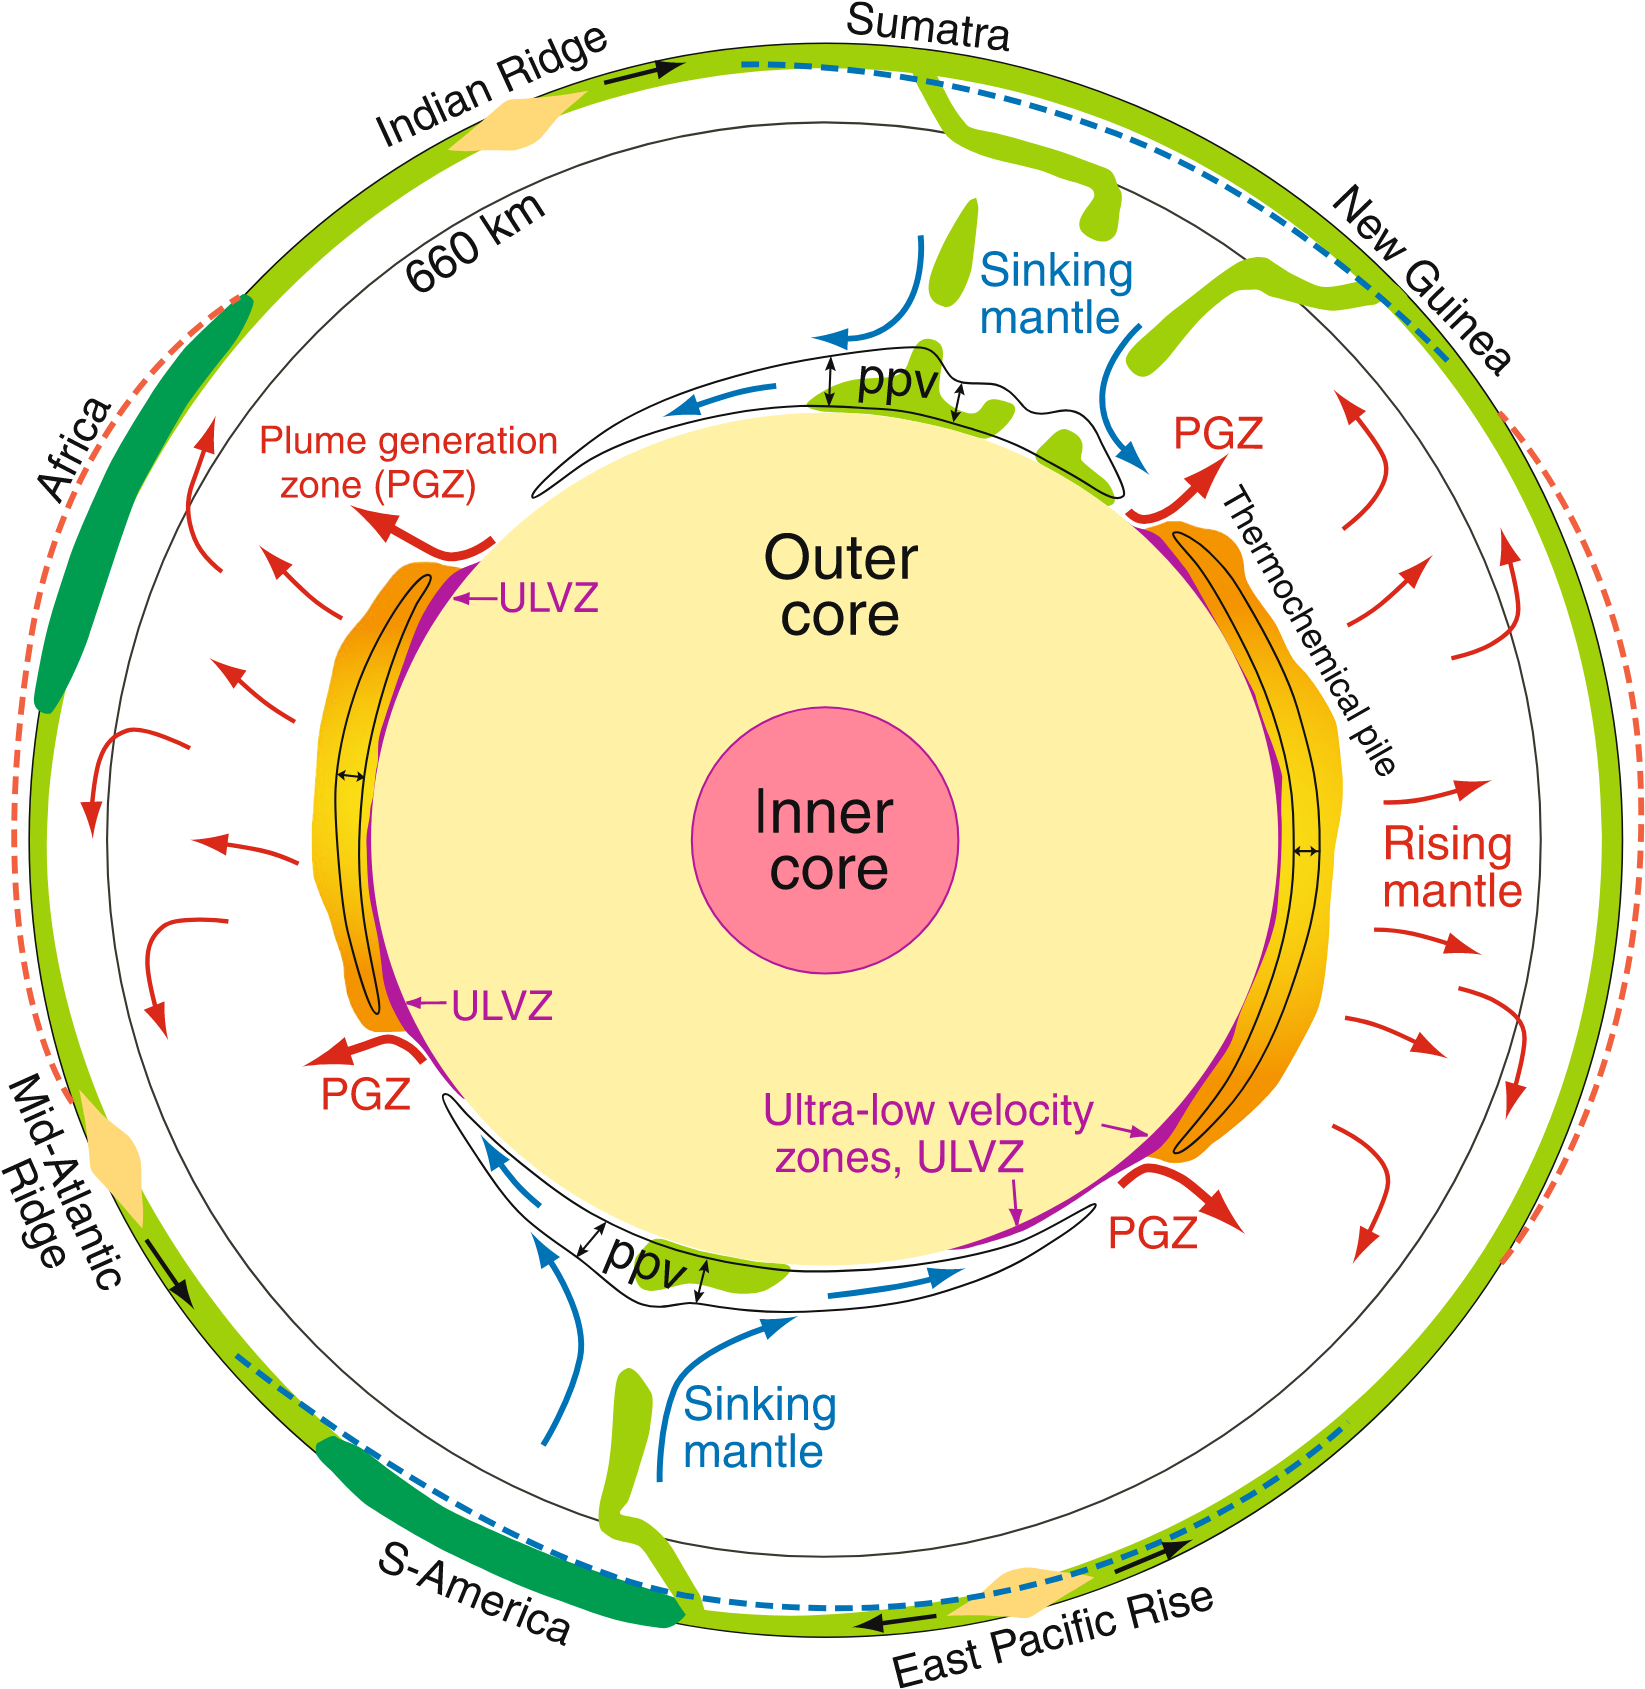 Sumatra
Indian Ridge
New Guinea
660 km
Sinking
mantle
ppv
Africa
Plume generation
zone (PGZ)
PGZ
Thermochemical pile
Outer
core
ULVZ
Inner
core
Rising
mantle
ULVZ
PGZ
Ultra-low velocity
zones, ULVZ
Mid-Atlantic
Ridge
PGZ
ppv
Sinking
mantle
S-America
East Pacific Rise